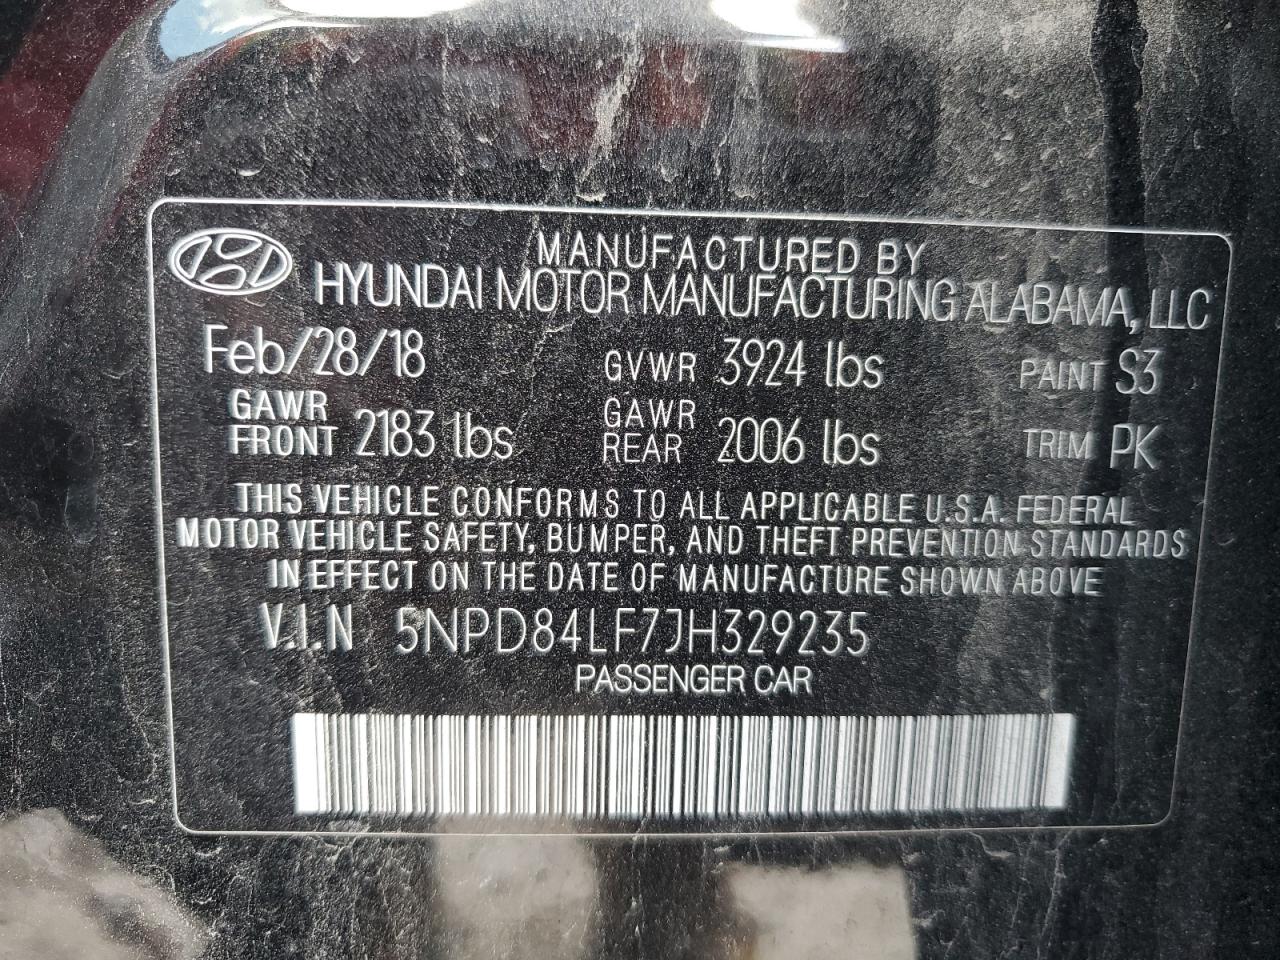 MANUFACTURED BY
HYUNDAI MOTOR MANUFACTURING ALABAMA, LLC
Feb/28/18 GVWR 3924 lbs PAINT S3
GAWR FRONT 2183 lbs GAWR REAR 2006 lbs TRIM PK
THIS VEHICLE CONFORMS TO ALL APPLICABLE U.S.A. FEDERAL
MOTOR VEHICLE SAFETY, BUMPER, AND THEFT PREVENTION STANDARDS
IN EFFECT ON THE DATE OF MANUFACTURE SHOWN ABOVE
V.I.N 5NPD84LF7JH329235
PASSENGER CAR